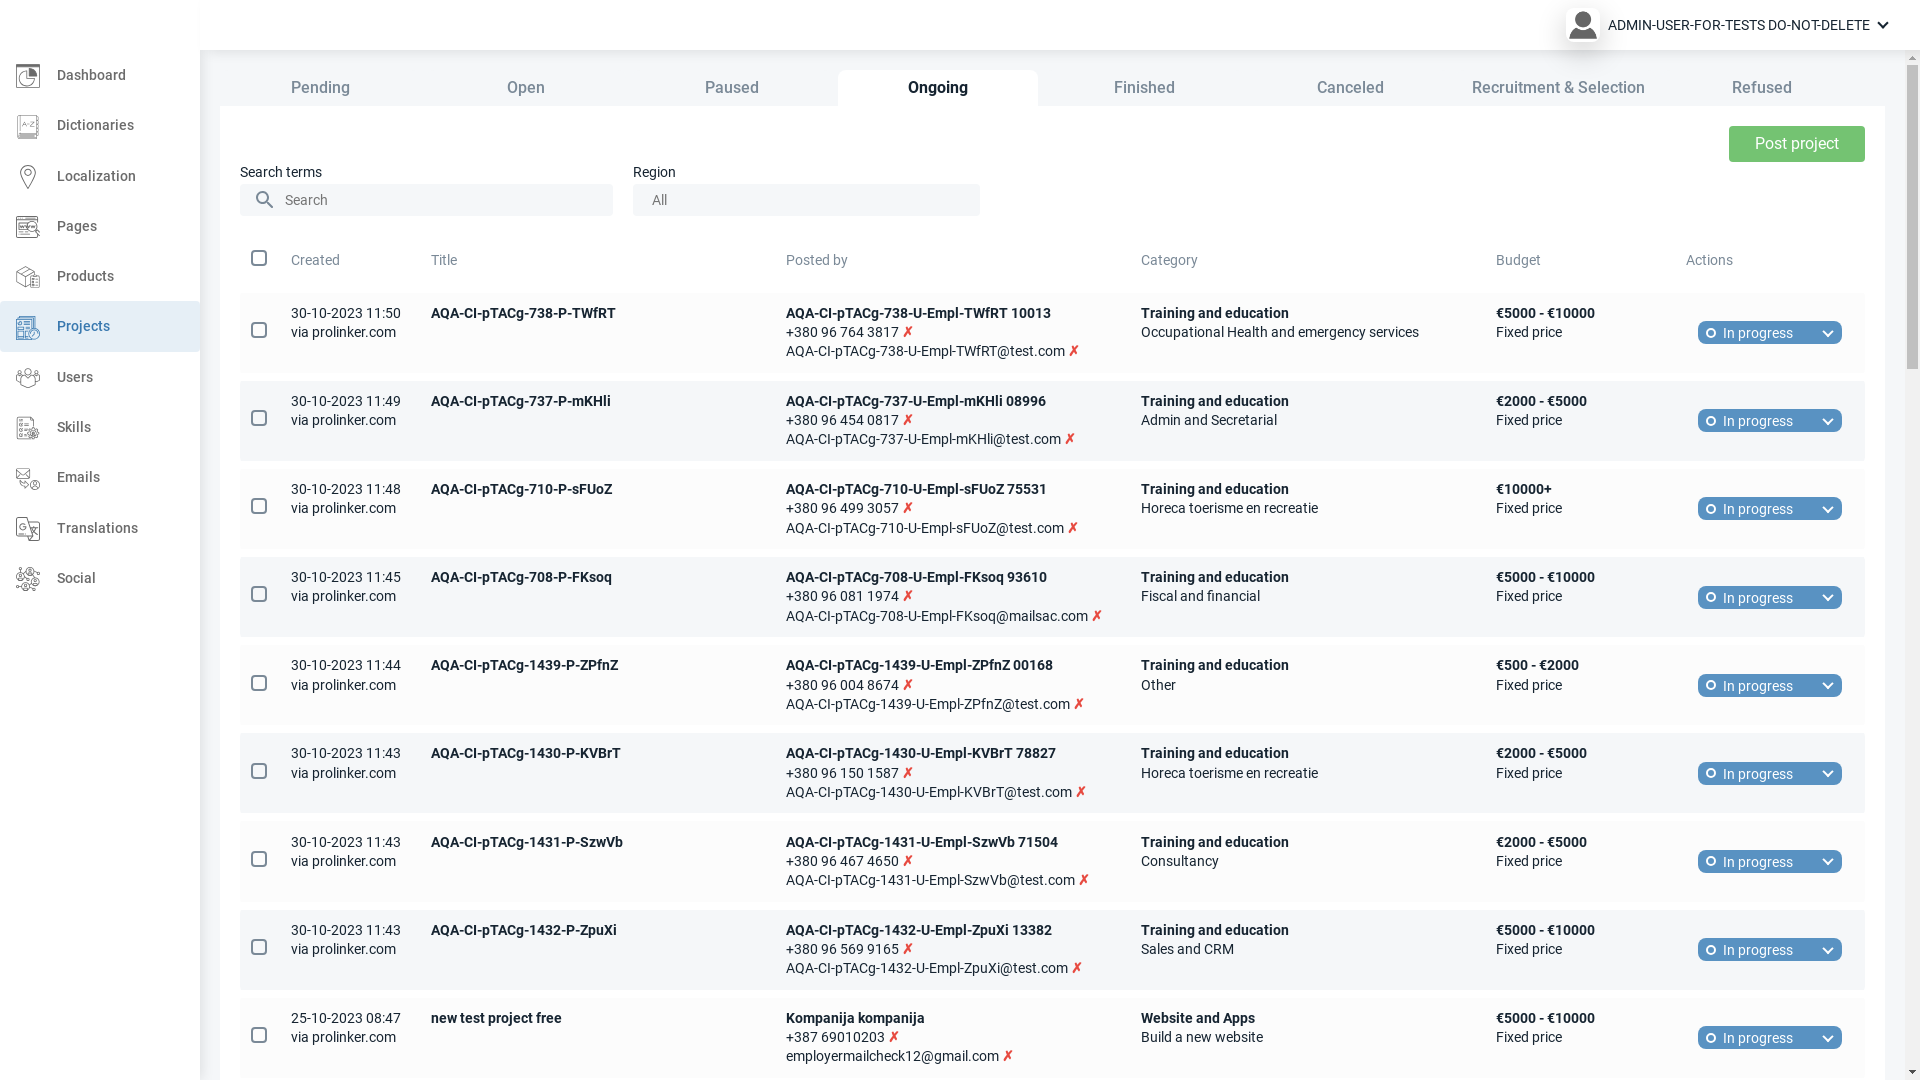 ADMIN-USER-FOR-TESTS DO-NOT-DELETE
Dashboard
Dictionaries
Localization
Pages
Products
Projects
Users
Skills
Emails
Translations
Social
Pending
Open
Paused
Ongoing
Finished
Canceled
Recruitment & Selection
Refused
Post project
Search terms
Region
Search
All
Created
Title
Posted by
Category
Budget
Actions
30-10-2023 11:50
via prolinker.com
AQA-CI-pTACg-738-P-TWfRT
AQA-CI-pTACg-738-U-Empl-TWfRT 10013
+380 96 764 3817 ✗
AQA-CI-pTACg-738-U-Empl-TWfRT@test.com ✗
Training and education
Occupational Health and emergency services
€5000 - €10000
Fixed price
In progress
30-10-2023 11:49
via prolinker.com
AQA-CI-pTACg-737-P-mKHli
AQA-CI-pTACg-737-U-Empl-mKHli 08996
+380 96 454 0817 ✗
AQA-CI-pTACg-737-U-Empl-mKHli@test.com ✗
Training and education
Admin and Secretarial
€2000 - €5000
Fixed price
In progress
30-10-2023 11:48
via prolinker.com
AQA-CI-pTACg-710-P-sFUoZ
AQA-CI-pTACg-710-U-Empl-sFUoZ 75531
+380 96 499 3057 ✗
AQA-CI-pTACg-710-U-Empl-sFUoZ@test.com ✗
Training and education
Horeca toerisme en recreatie
€10000+
Fixed price
In progress
30-10-2023 11:45
via prolinker.com
AQA-CI-pTACg-708-P-FKsoq
AQA-CI-pTACg-708-U-Empl-FKsoq 93610
+380 96 081 1974 ✗
AQA-CI-pTACg-708-U-Empl-FKsoq@mailsac.com ✗
Training and education
Fiscal and financial
€5000 - €10000
Fixed price
In progress
30-10-2023 11:44
via prolinker.com
AQA-CI-pTACg-1439-P-ZPfnZ
AQA-CI-pTACg-1439-U-Empl-ZPfnZ 00168
+380 96 004 8674 ✗
AQA-CI-pTACg-1439-U-Empl-ZPfnZ@test.com ✗
Training and education
Other
€500 - €2000
Fixed price
In progress
30-10-2023 11:43
via prolinker.com
AQA-CI-pTACg-1430-P-KVBrT
AQA-CI-pTACg-1430-U-Empl-KVBrT 78827
+380 96 150 1587 ✗
AQA-CI-pTACg-1430-U-Empl-KVBrT@test.com ✗
Training and education
Horeca toerisme en recreatie
€2000 - €5000
Fixed price
In progress
30-10-2023 11:43
via prolinker.com
AQA-CI-pTACg-1431-P-SzwVb
AQA-CI-pTACg-1431-U-Empl-SzwVb 71504
+380 96 467 4650 ✗
AQA-CI-pTACg-1431-U-Empl-SzwVb@test.com ✗
Training and education
Consultancy
€2000 - €5000
Fixed price
In progress
30-10-2023 11:43
via prolinker.com
AQA-CI-pTACg-1432-P-ZpuXi
AQA-CI-pTACg-1432-U-Empl-ZpuXi 13382
+380 96 569 9165 ✗
AQA-CI-pTACg-1432-U-Empl-ZpuXi@test.com ✗
Training and education
Sales and CRM
€5000 - €10000
Fixed price
In progress
25-10-2023 08:47
via prolinker.com
new test project free
Kompanija kompanija
+387 69010203 ✗
employermailcheck12@gmail.com ✗
Website and Apps
Build a new website
€5000 - €10000
Fixed price
In progress